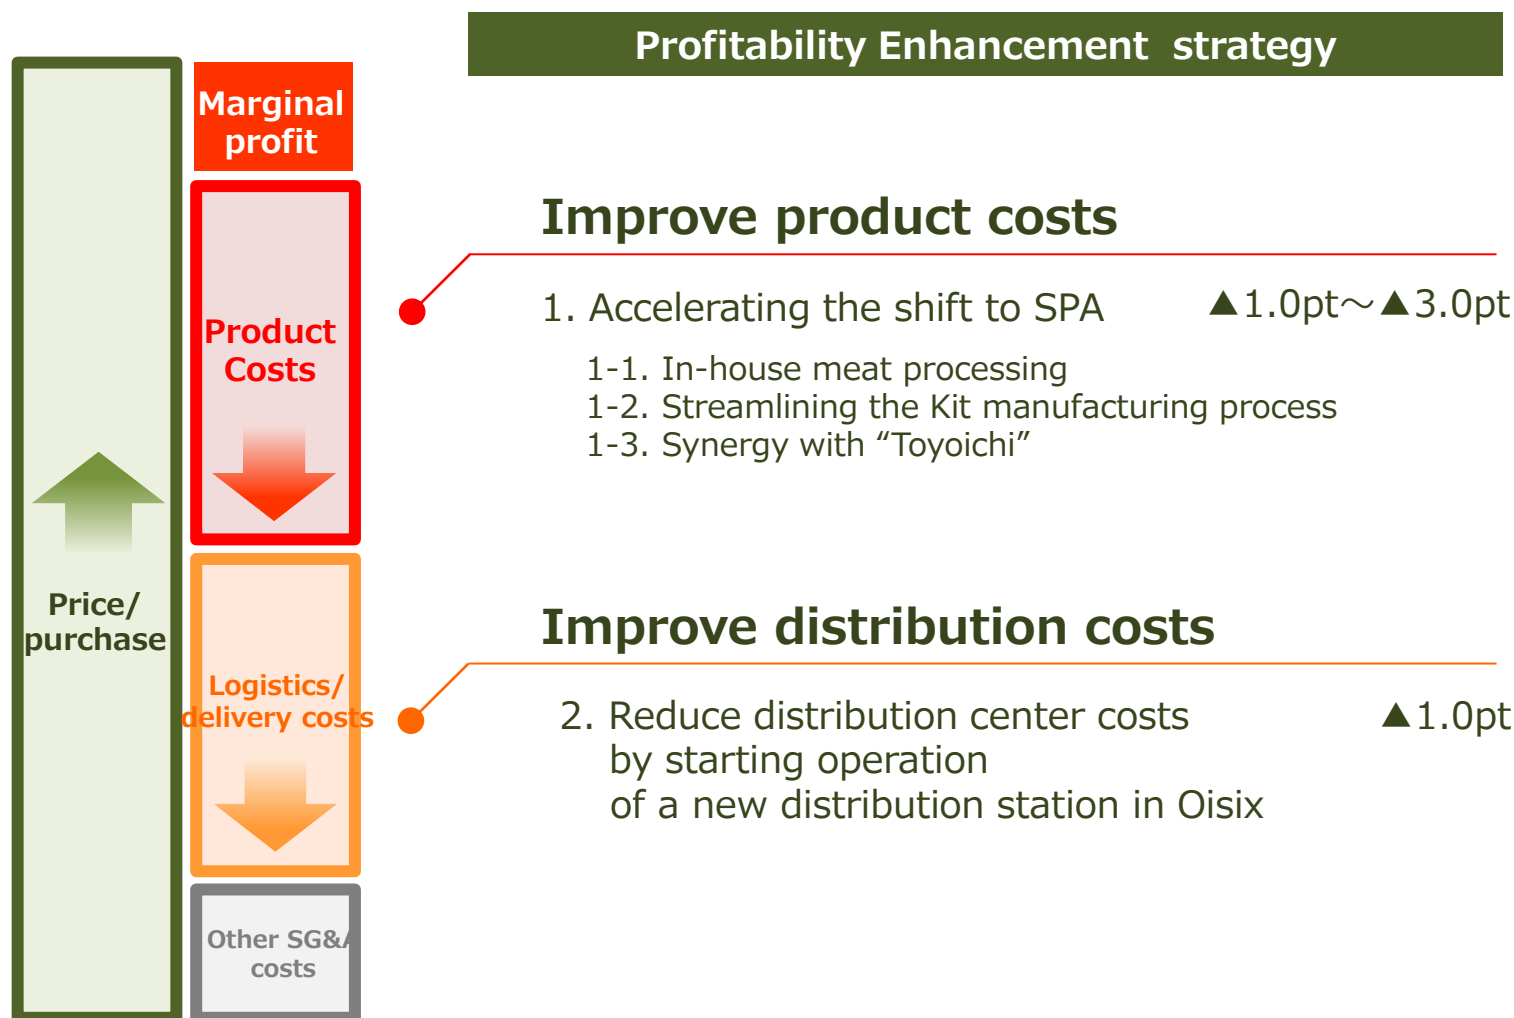 Profitability Enhancement strategy
Marginal
profit
Improve product costs
1. Accelerating the shift to SPA ▲1.0pt～▲3.0pt
Product
Costs
1-1. In-house meat processing
1-2. Streamlining the Kit manufacturing process
1-3. Synergy with “Toyoichi”
Price/
purchase
Improve distribution costs
Logistics/
delivery costs
2. Reduce distribution center costs ▲1.0pt
by starting operation
of a new distribution station in Oisix
Other SG&A
costs